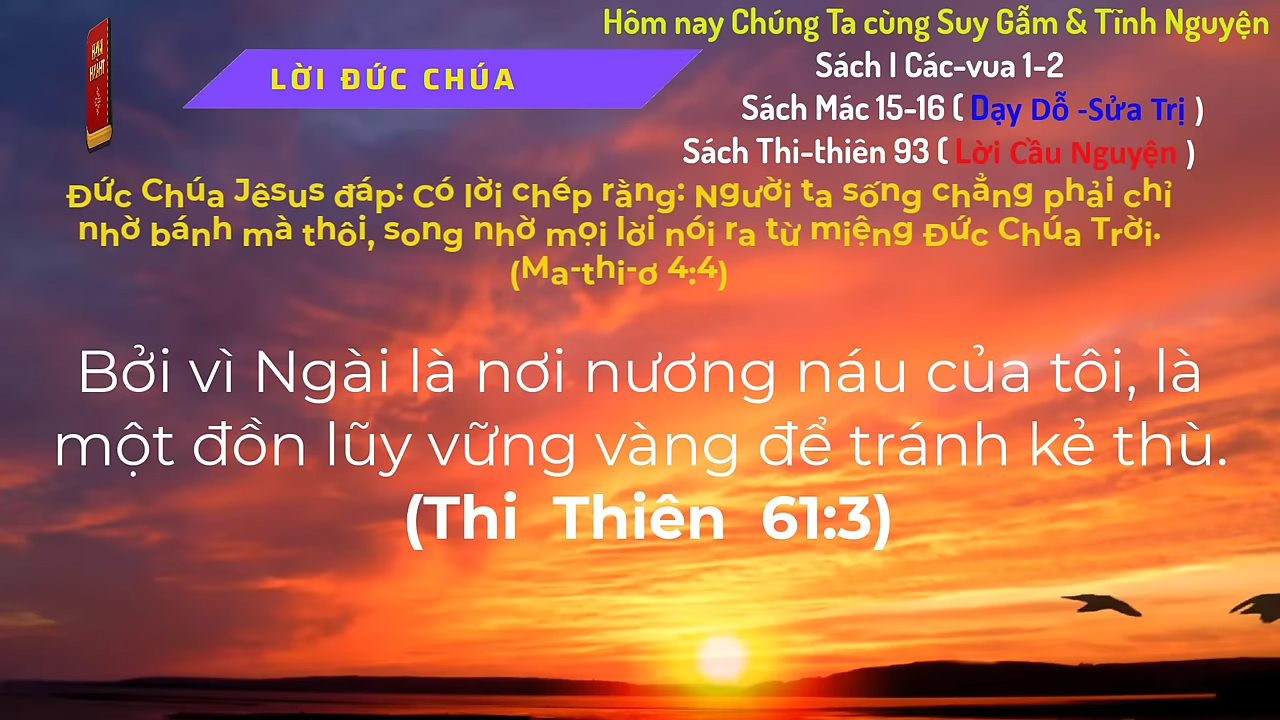 Hôm nay Chúng Ta cùng Suy Gẫm & Tĩnh Nguyện
LỜI ĐỨC CHÚA
Sách I Các-vua 1-2
Sách Mác 15-16 ( Dạy Dỗ -Sửa Trị )
Sách Thi-thiên 93 ( Lời Cầu Nguyện )
Đức Chúa Jêsus đáp: Có lời chép rằng: Người ta sống chẳng phải chỉ
nhờ bánh mà thôi, song nhờ mọi lời nói ra từ miệng Đức Chúa Trời.
(Ma-thi-ơ 4:4)
Bởi vì Ngài là nơi nương náu của tôi, là
một đồn lũy vững vàng để tránh kẻ thù.
(Thi Thiên 61:3)